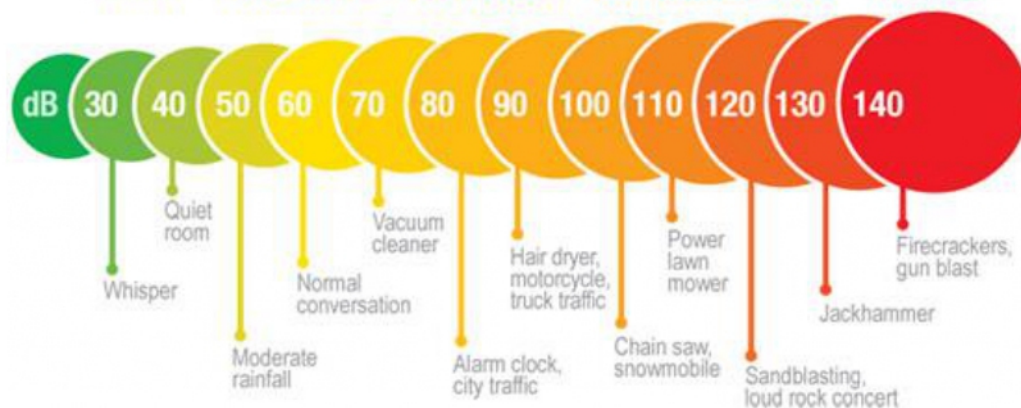 dB 30 40 50 60 70 80 90 100 110 120 130 140
Whisper
Quiet
room
Moderate
rainfall
Normal
conversation
Vacuum
cleaner
Alarm clock,
city traffic
Hair dryer,
motorcycle,
truck traffic
Chain saw,
snowmobile
Power
lawn
mower
Sandblasting,
loud rock concert
Jackhammer
Firecrackers,
gun blast